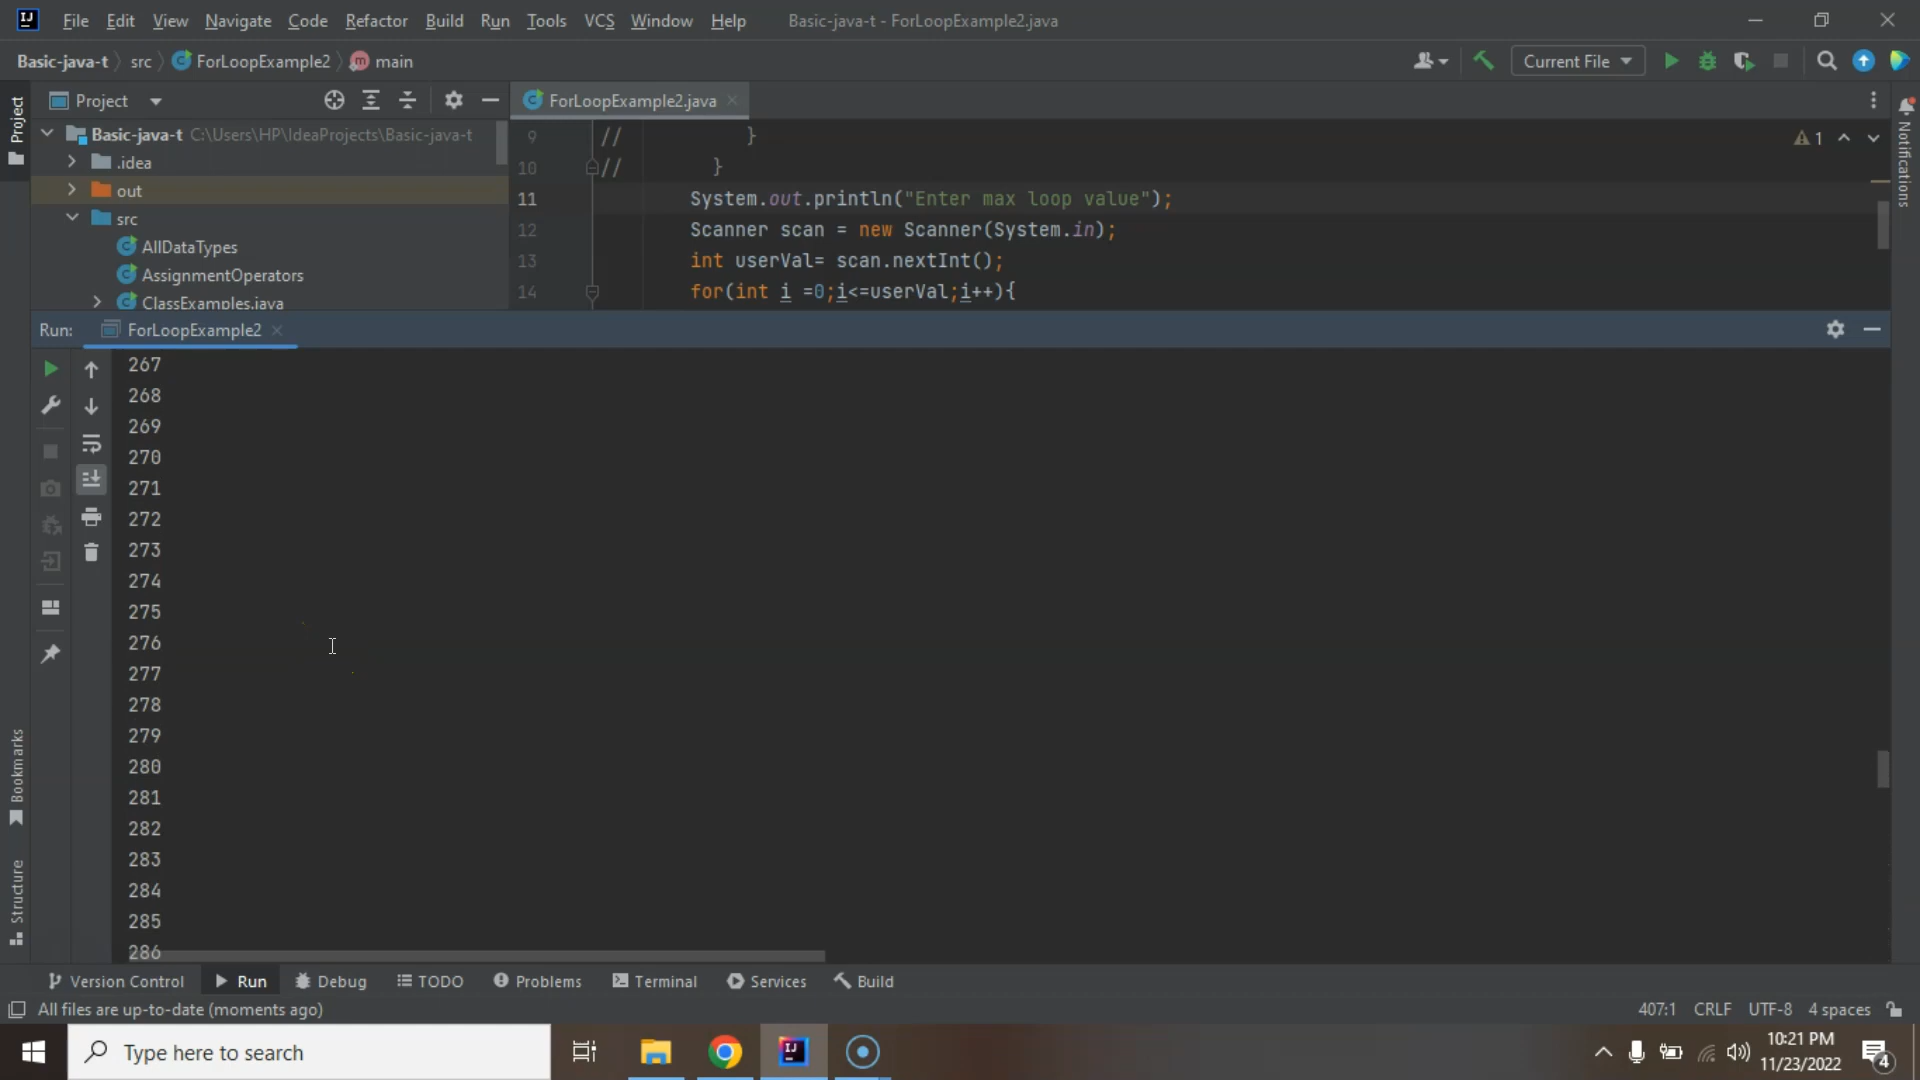 File Edit View Navigate Code Refactor Build Run Tools VCS Window Help Basic-java-t - ForLoopExample2.java
Basic-java-t src ForLoopExample2 main
Current File
Project
Project
ForLoopExample2.java
Notifications
Basic-java-t C:\Users\HP\IdeaProjects\Basic-java-t
.idea
out
src
AllDataTypes
AssignmentOperators
ClassExamples.java
1
9 // }
10 // }
11 System.out.println("Enter max loop value");
12 Scanner scan = new Scanner(System.in);
13 int userVal= scan.nextInt();
14 for(int i =0;i<=userVal;i++){
Run: ForLoopExample2
267
268
269
270
271
272
273
274
275
276
277
278
279
280
281
282
283
284
285
286
Bookmarks
Structure
Version Control Run Debug TODO Problems Terminal Services Build
All files are up-to-date (moments ago)
407:1 CRLF UTF-8 4 spaces
Type here to search
10:21 PM
11/23/2022
4